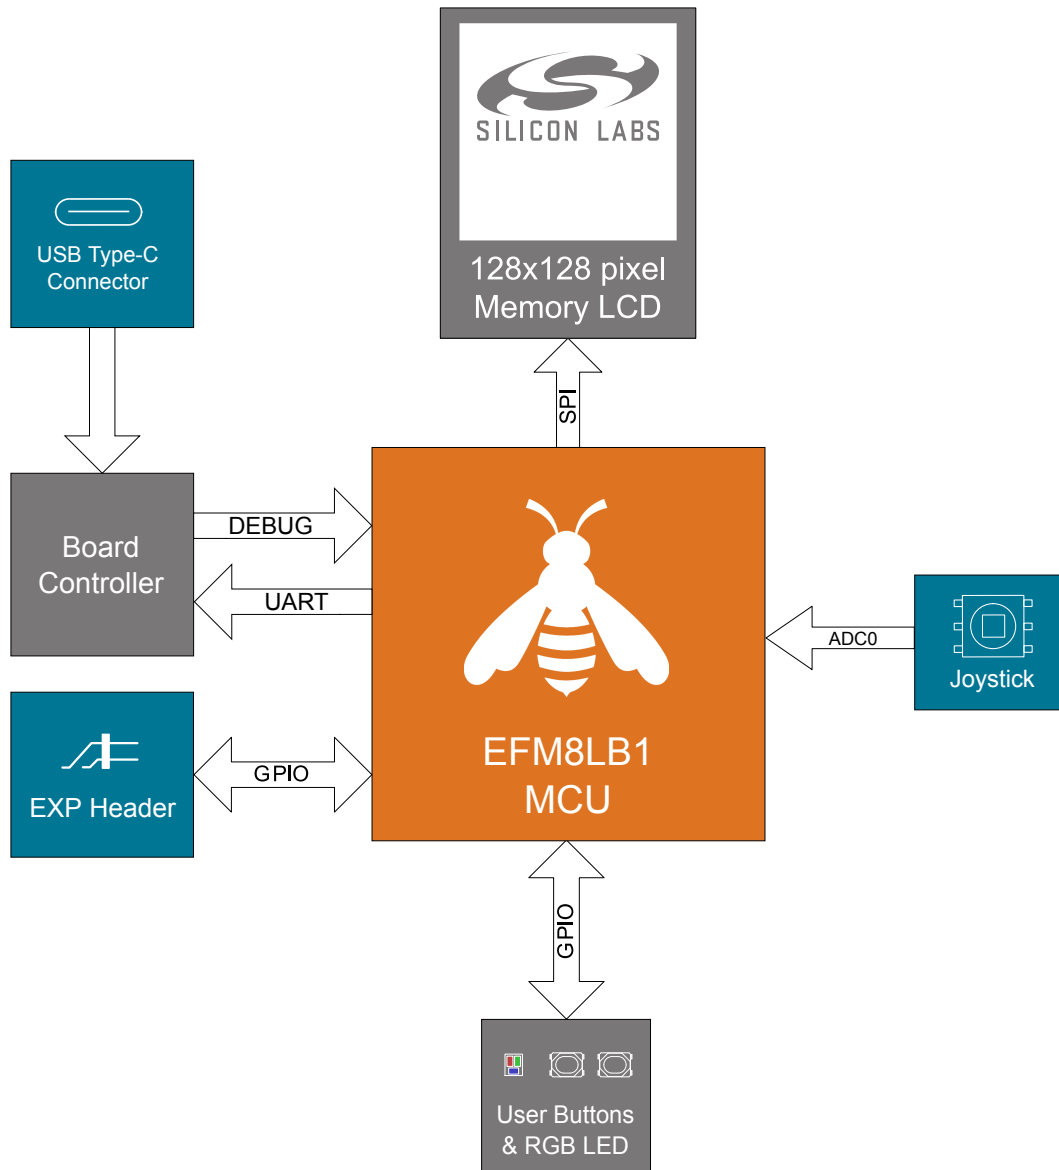 SILICON LABS
128x128 pixel
Memory LCD
USB Type-C
Connector
SPI
Board
Controller
DEBUG
UART
EFM8LB1
MCU
ADC0
Joystick
EXP Header
GPIO
GPIO
User Buttons
& RGB LED